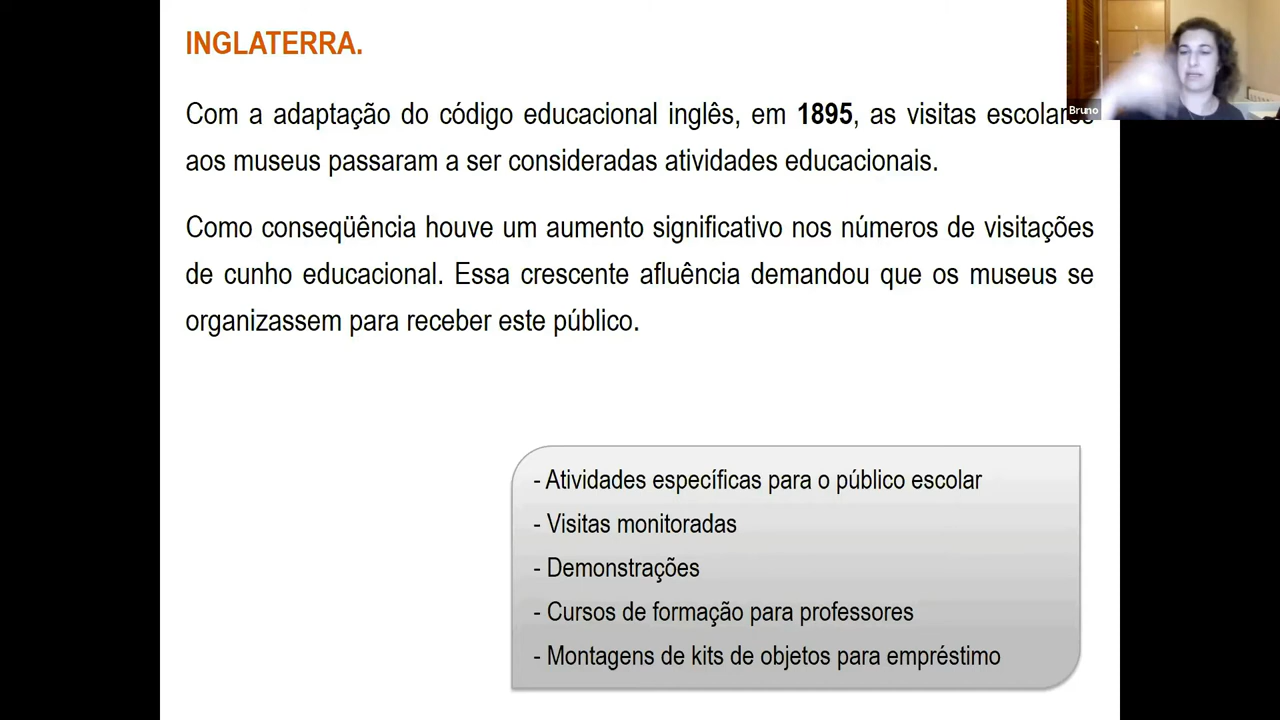 INGLATERRA.
Com a adaptação do código educacional inglês, em 1895, as visitas escolares
aos museus passaram a ser consideradas atividades educacionais.
Como conseqüência houve um aumento significativo nos números de visitações
de cunho educacional. Essa crescente afluência demandou que os museus se
organizassem para receber este público.
- Atividades específicas para o público escolar
- Visitas monitoradas
- Demonstrações
- Cursos de formação para professores
- Montagens de kits de objetos para empréstimo
Bruno